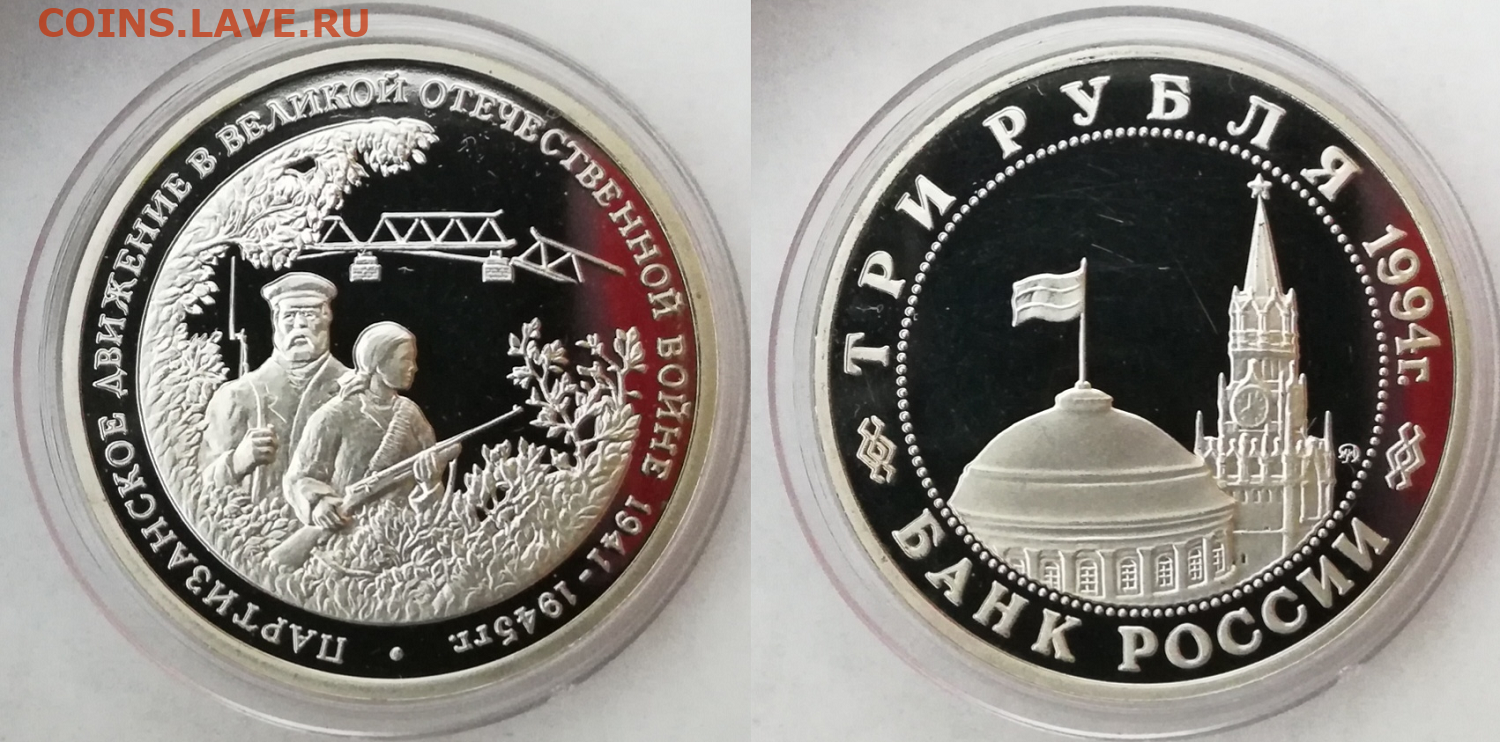 COINS.LAVE.RU
ПАРТИЗАНСКОЕ ДВИЖЕНИЕ В ВЕЛИКОЙ ОТЕЧЕСТВЕННОЙ ВОЙНЕ 1941-1945гг. •
ТРИ РУБЛЯ 1994г.
БАНК РОССИИ